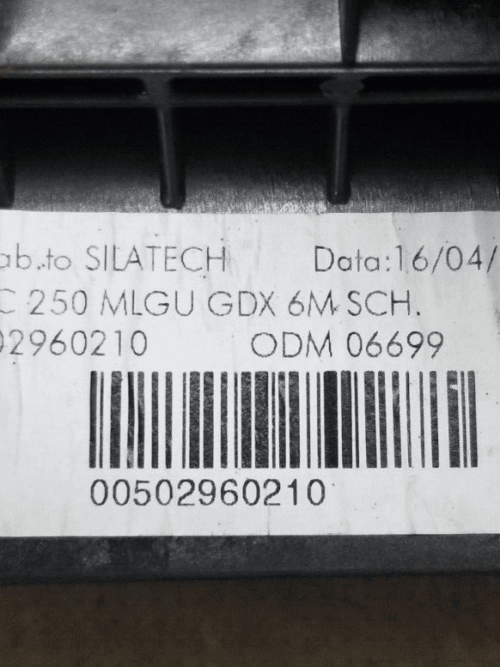 ab.to SILATECH Data:16/04/
C 250 MLGU GDX 6M SCH.
02960210 ODM 06699
00502960210